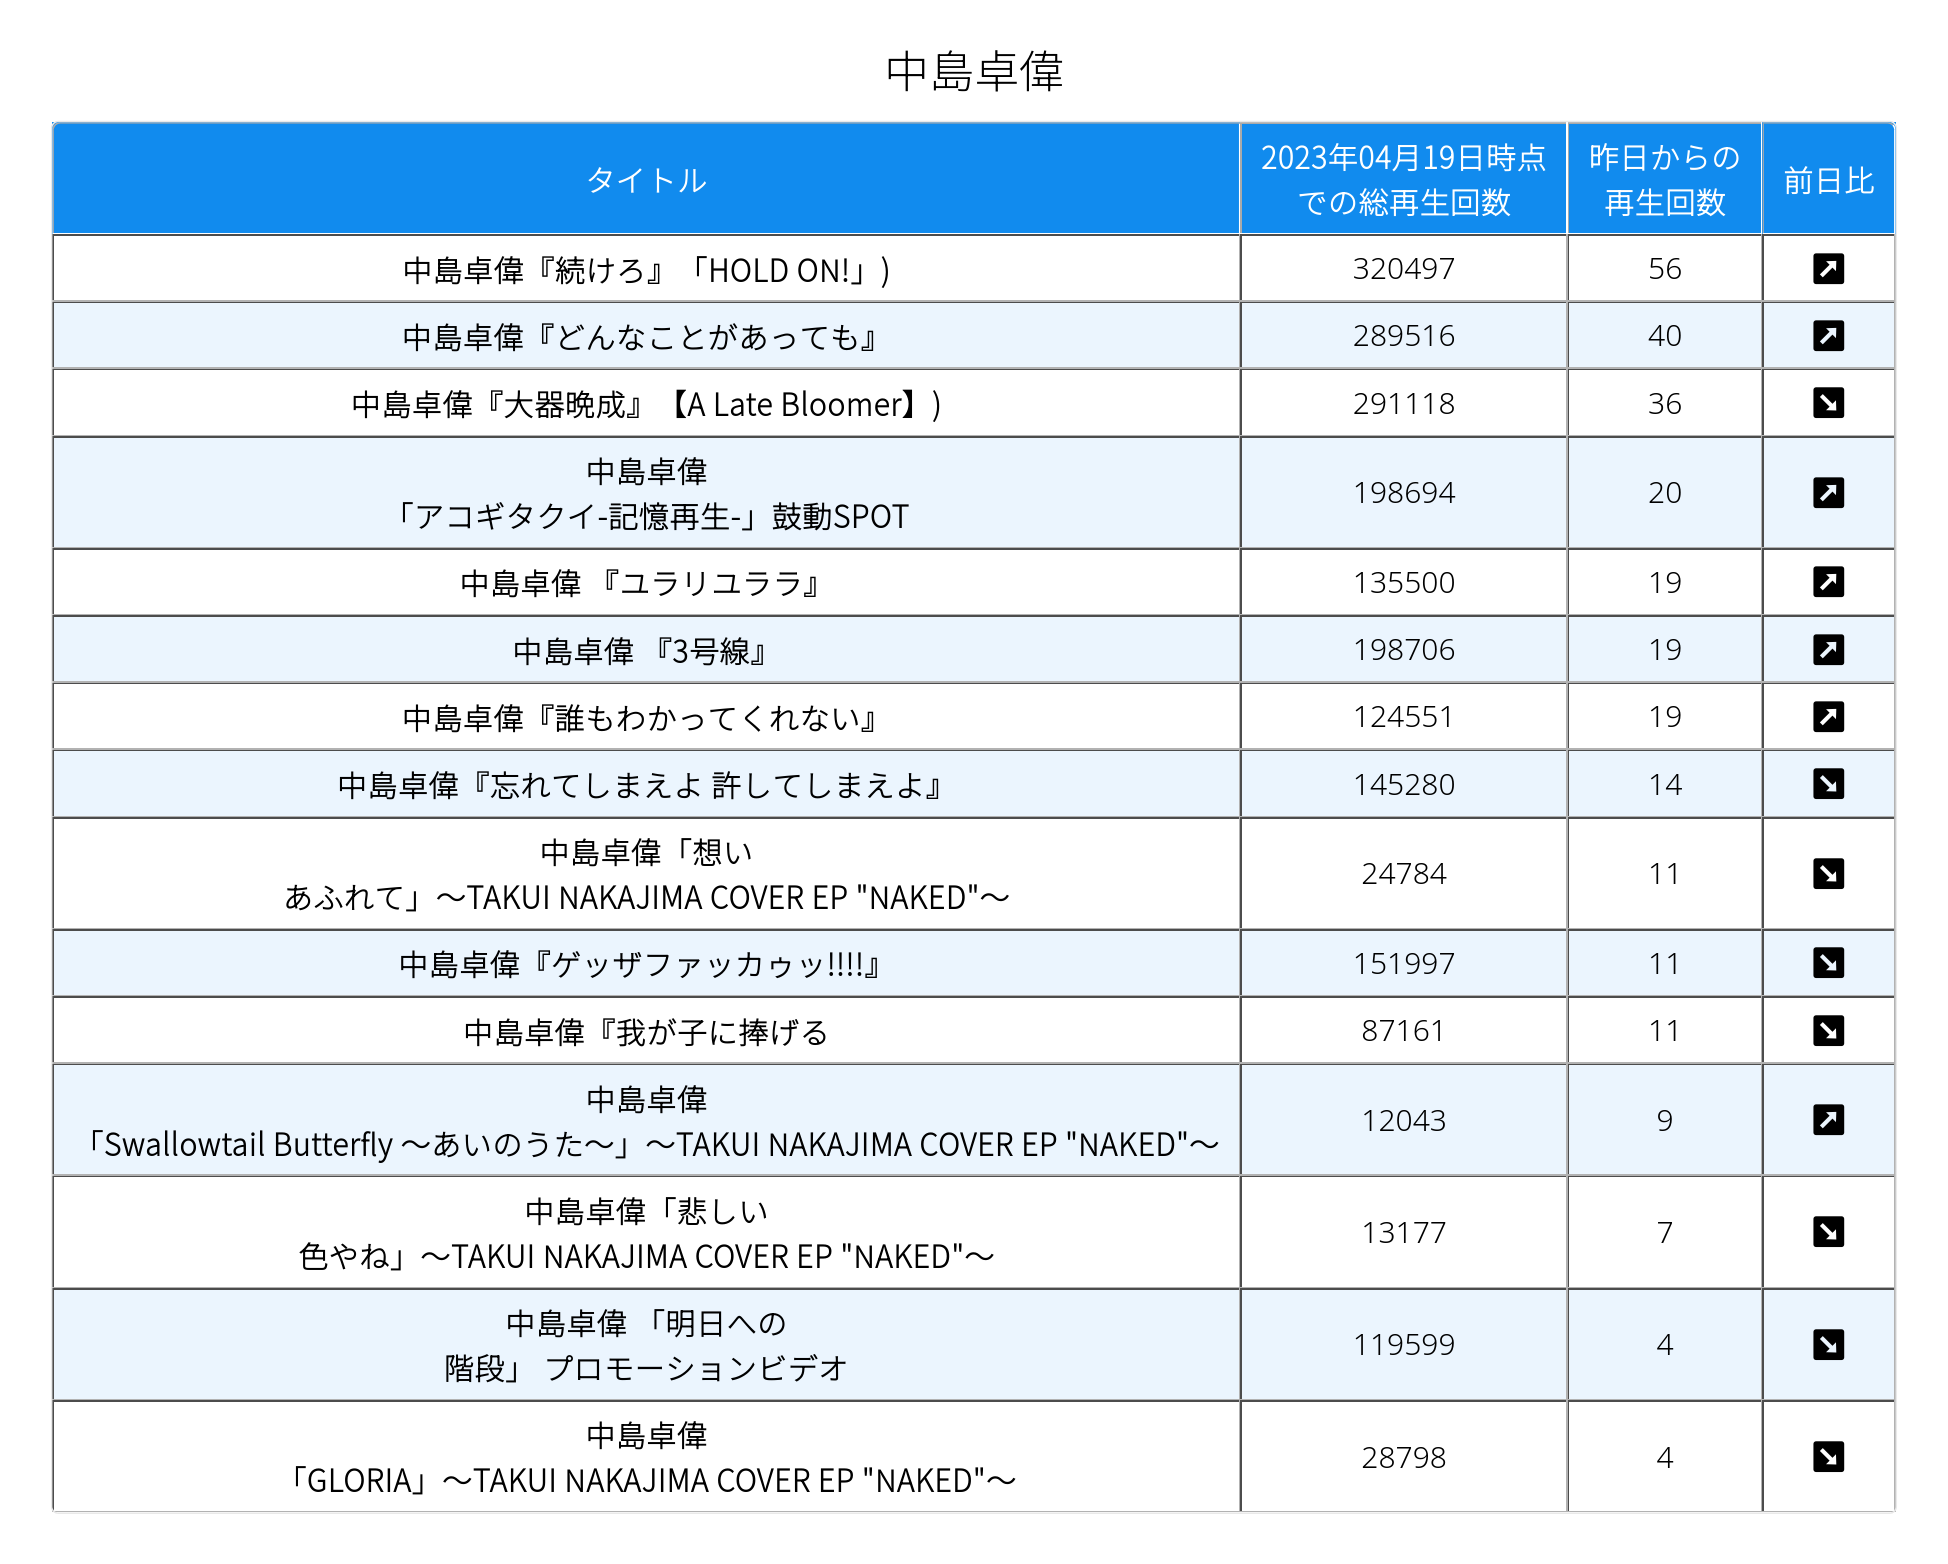 中島卓偉
タイトル
2023年04月19日時点
での総再生回数
昨日からの
再生回数
前日比
中島卓偉『続けろ』「HOLD ON!」) 320497 56
中島卓偉『どんなことがあっても』 289516 40
中島卓偉『大器晩成』【A Late Bloomer】) 291118 36
中島卓偉
「アコギタクイ-記憶再生-」鼓動SPOT 198694 20
中島卓偉 『ユラリユララ』 135500 19
中島卓偉 『3号線』 198706 19
中島卓偉『誰もわかってくれない』 124551 19
中島卓偉『忘れてしまえよ 許してしまえよ』 145280 14
中島卓偉「想い
あふれて」〜TAKUI NAKAJIMA COVER EP "NAKED"〜 24784 11
中島卓偉『ゲッザファッカゥッ!!!!』 151997 11
中島卓偉『我が子に捧げる 87161 11
中島卓偉
「Swallowtail Butterfly 〜あいのうた〜」〜TAKUI NAKAJIMA COVER EP "NAKED"〜 12043 9
中島卓偉「悲しい
色やね」〜TAKUI NAKAJIMA COVER EP "NAKED"〜 13177 7
中島卓偉 「明日への
階段」 プロモーションビデオ 119599 4
中島卓偉
「GLORIA」〜TAKUI NAKAJIMA COVER EP "NAKED"〜 28798 4